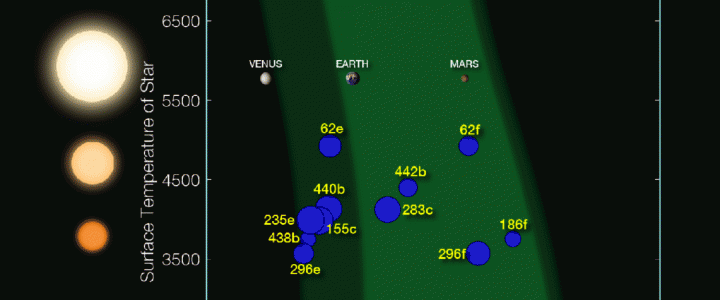 Surface Temperature of Star
6500
5500
4500
3500
VENUS
EARTH
MARS
62e
62f
442b
440b
283c
235e
155c
438b
186f
296f
296e